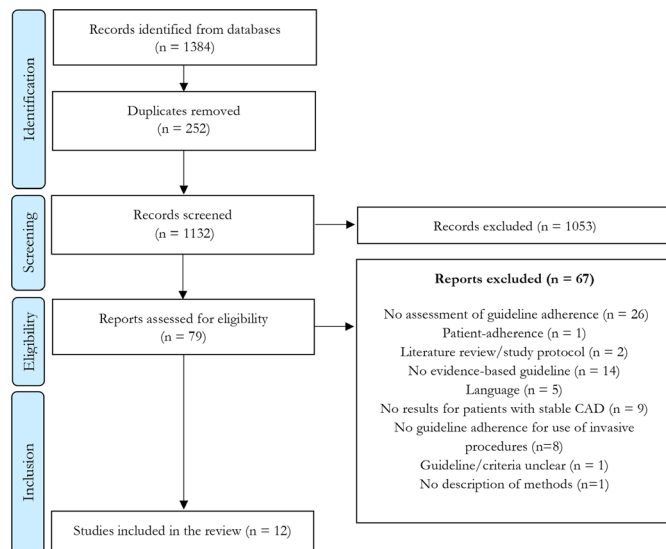 Identification
Records identified from databases
(n = 1384)
Duplicates removed
(n = 252)
Screening
Records screened
(n = 1132)
Records excluded (n = 1053)
Eligibility
Reports assessed for eligibility
(n = 79)
Reports excluded (n = 67)
No assessment of guideline adherence (n = 26)
Patient-adherence (n = 1)
Literature review/study protocol (n = 2)
No evidence-based guideline (n = 14)
Language (n = 5)
No results for patients with stable CAD (n = 9)
No guideline adherence for use of invasive
procedures (n=8)
Guideline/criteria unclear (n = 1)
No description of methods (n=1)
Inclusion
Studies included in the review (n = 12)